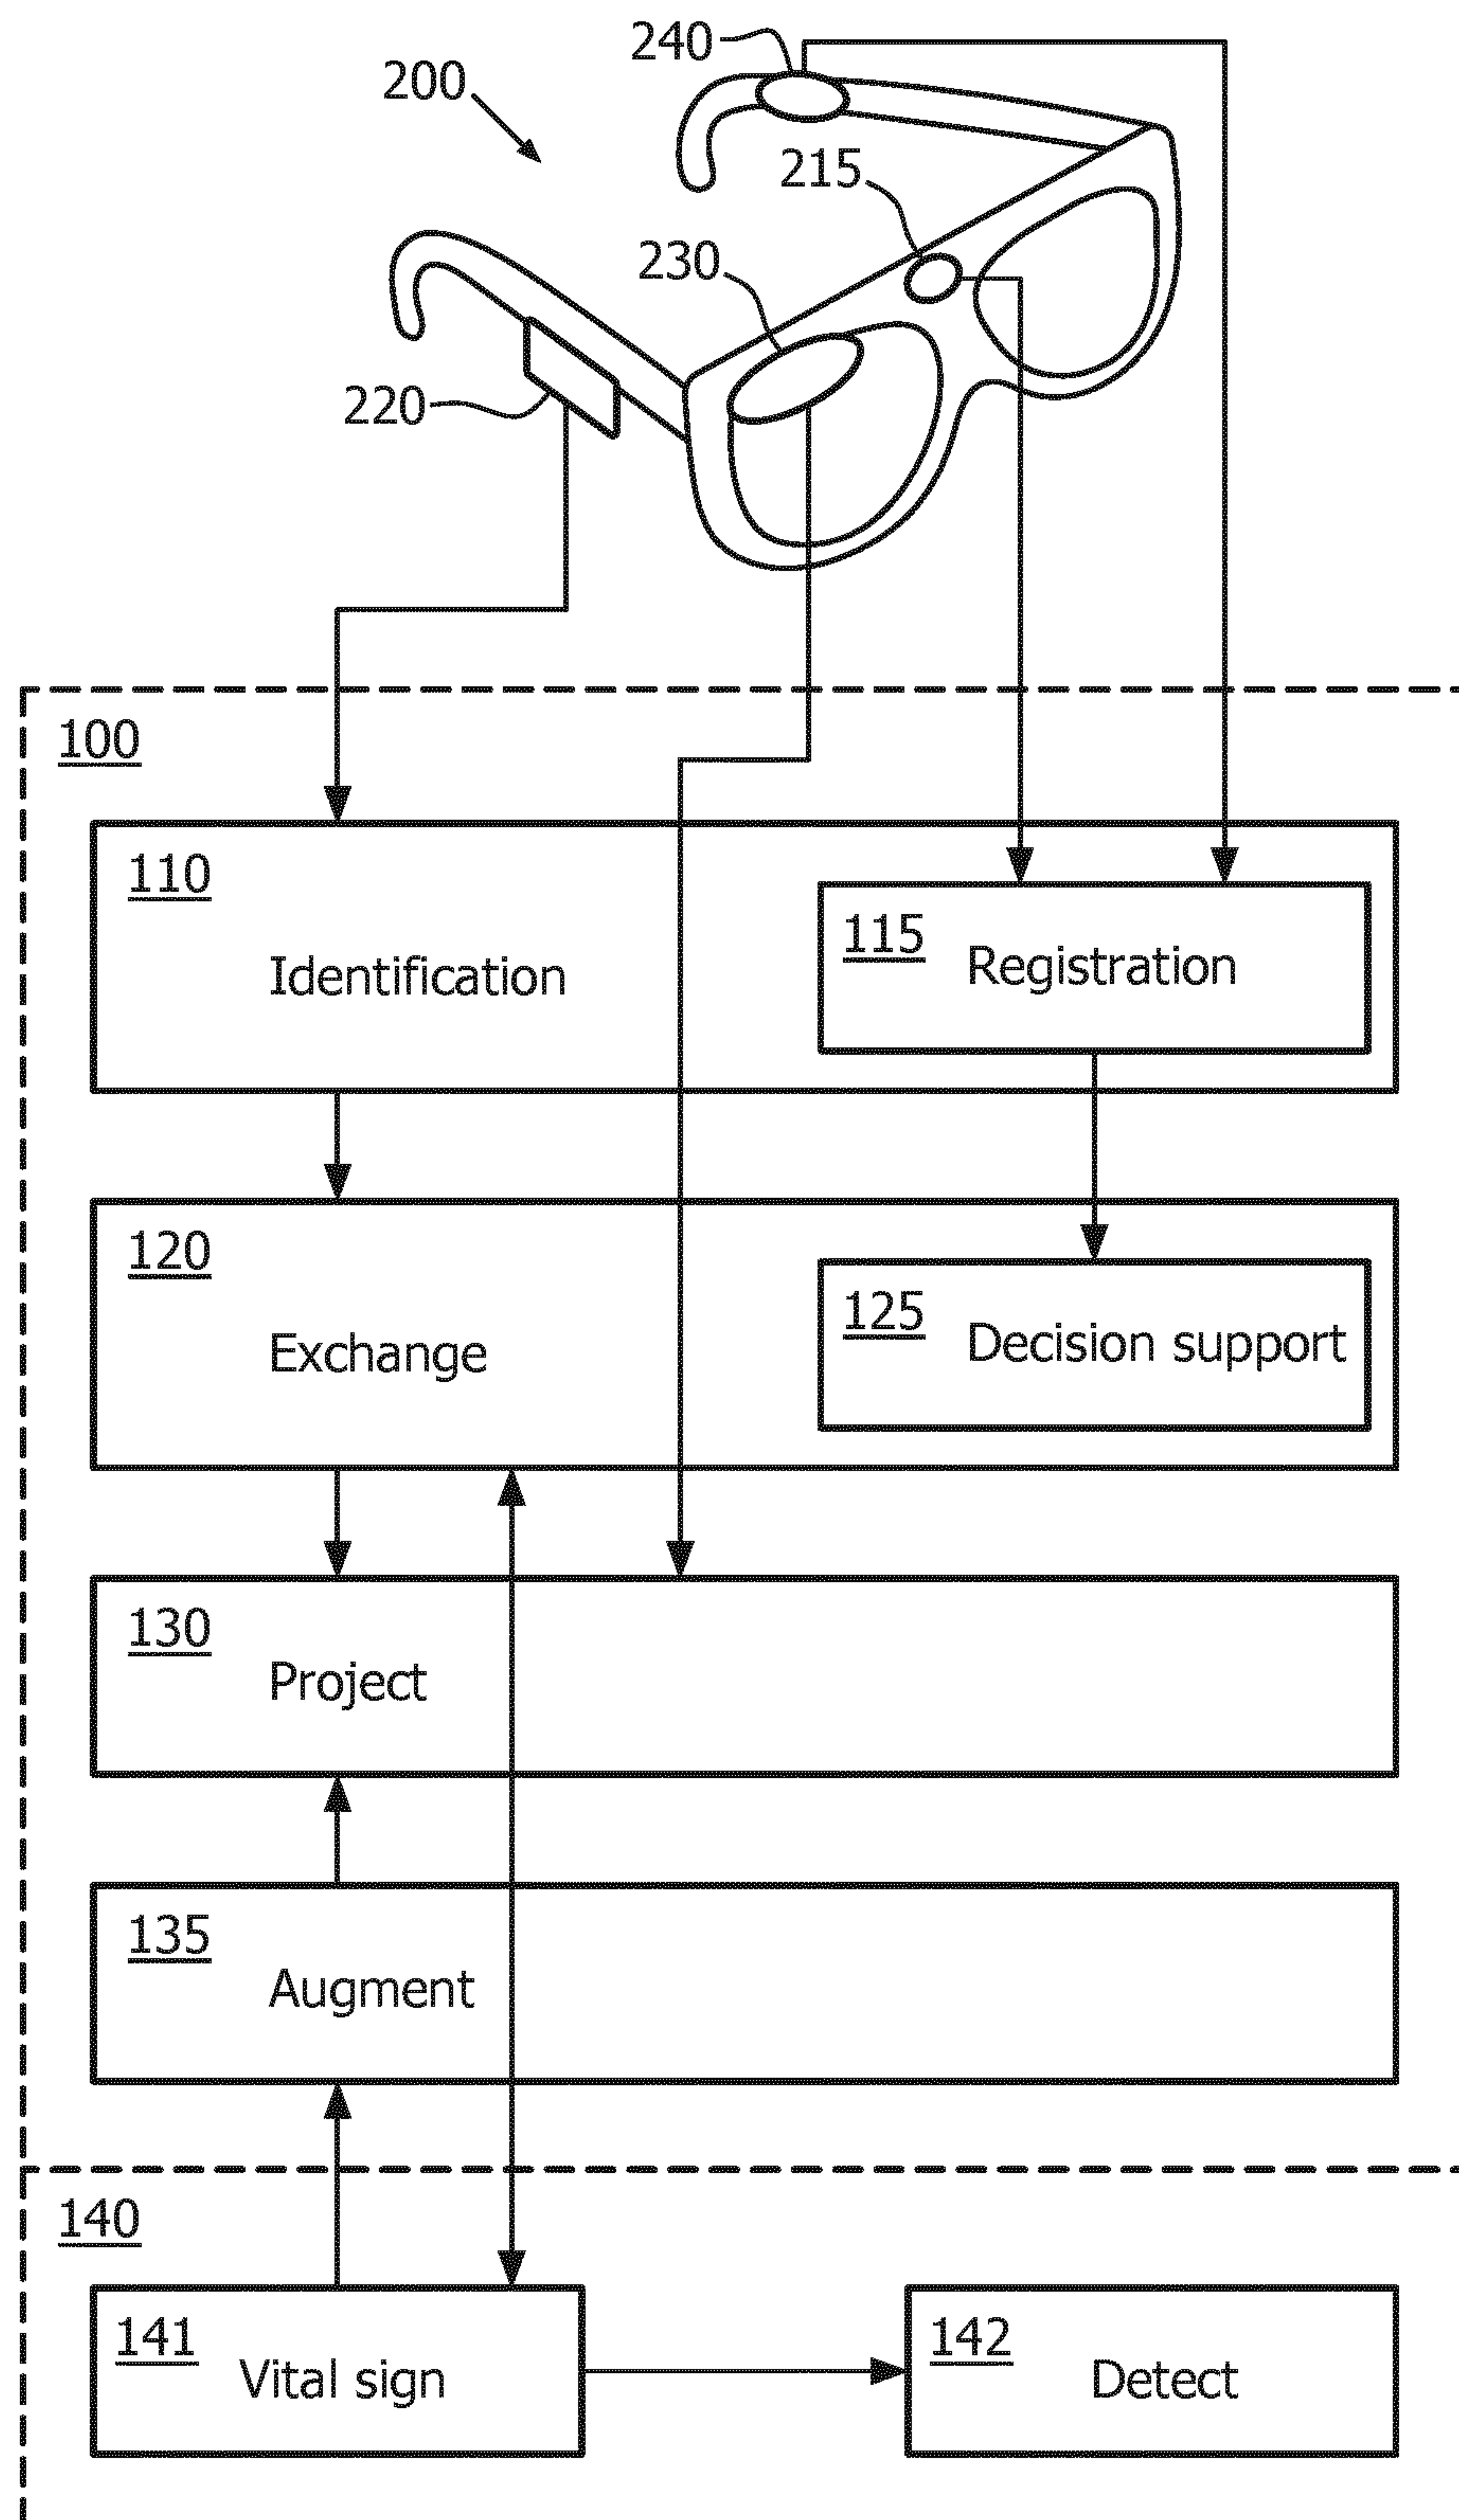 240
200
215
230
220
100
110
Identification
115
Registration
120
Exchange
125
Decision support
130
Project
135
Augment
140
141
Vital sign
142
Detect